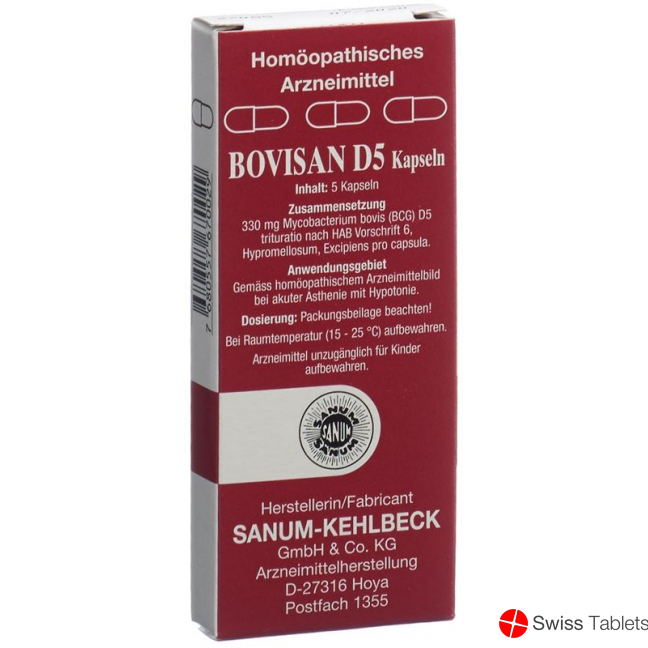 Homöopathisches
Arzneimittel
BOVISAN D5 Kapseln
Inhalt: 5 Kapseln
Zusammensetzung
330 mg Mycobacterium bovis (BCG) D5
trituratio nach HAB Vorschrift 6,
Hypromellosum, Excipiens pro capsula.
Anwendungsgebiet
Gemäss homöopathischem Arzneimittelbild
bei akuter Asthenie mit Hypotonie.
Dosierung: Packungsbeilage beachten!
Bei Raumtemperatur (15 - 25 °C) aufbewahren.
Arzneimittel unzugänglich für Kinder
aufbewahren.
SANUM
SANUM
SANUM
Herstellerin/Fabricant
SANUM-KEHLBECK
GmbH & Co. KG
Arzneimittelherstellung
D-27316 Hoya
Postfach 1355
Swiss Tablets